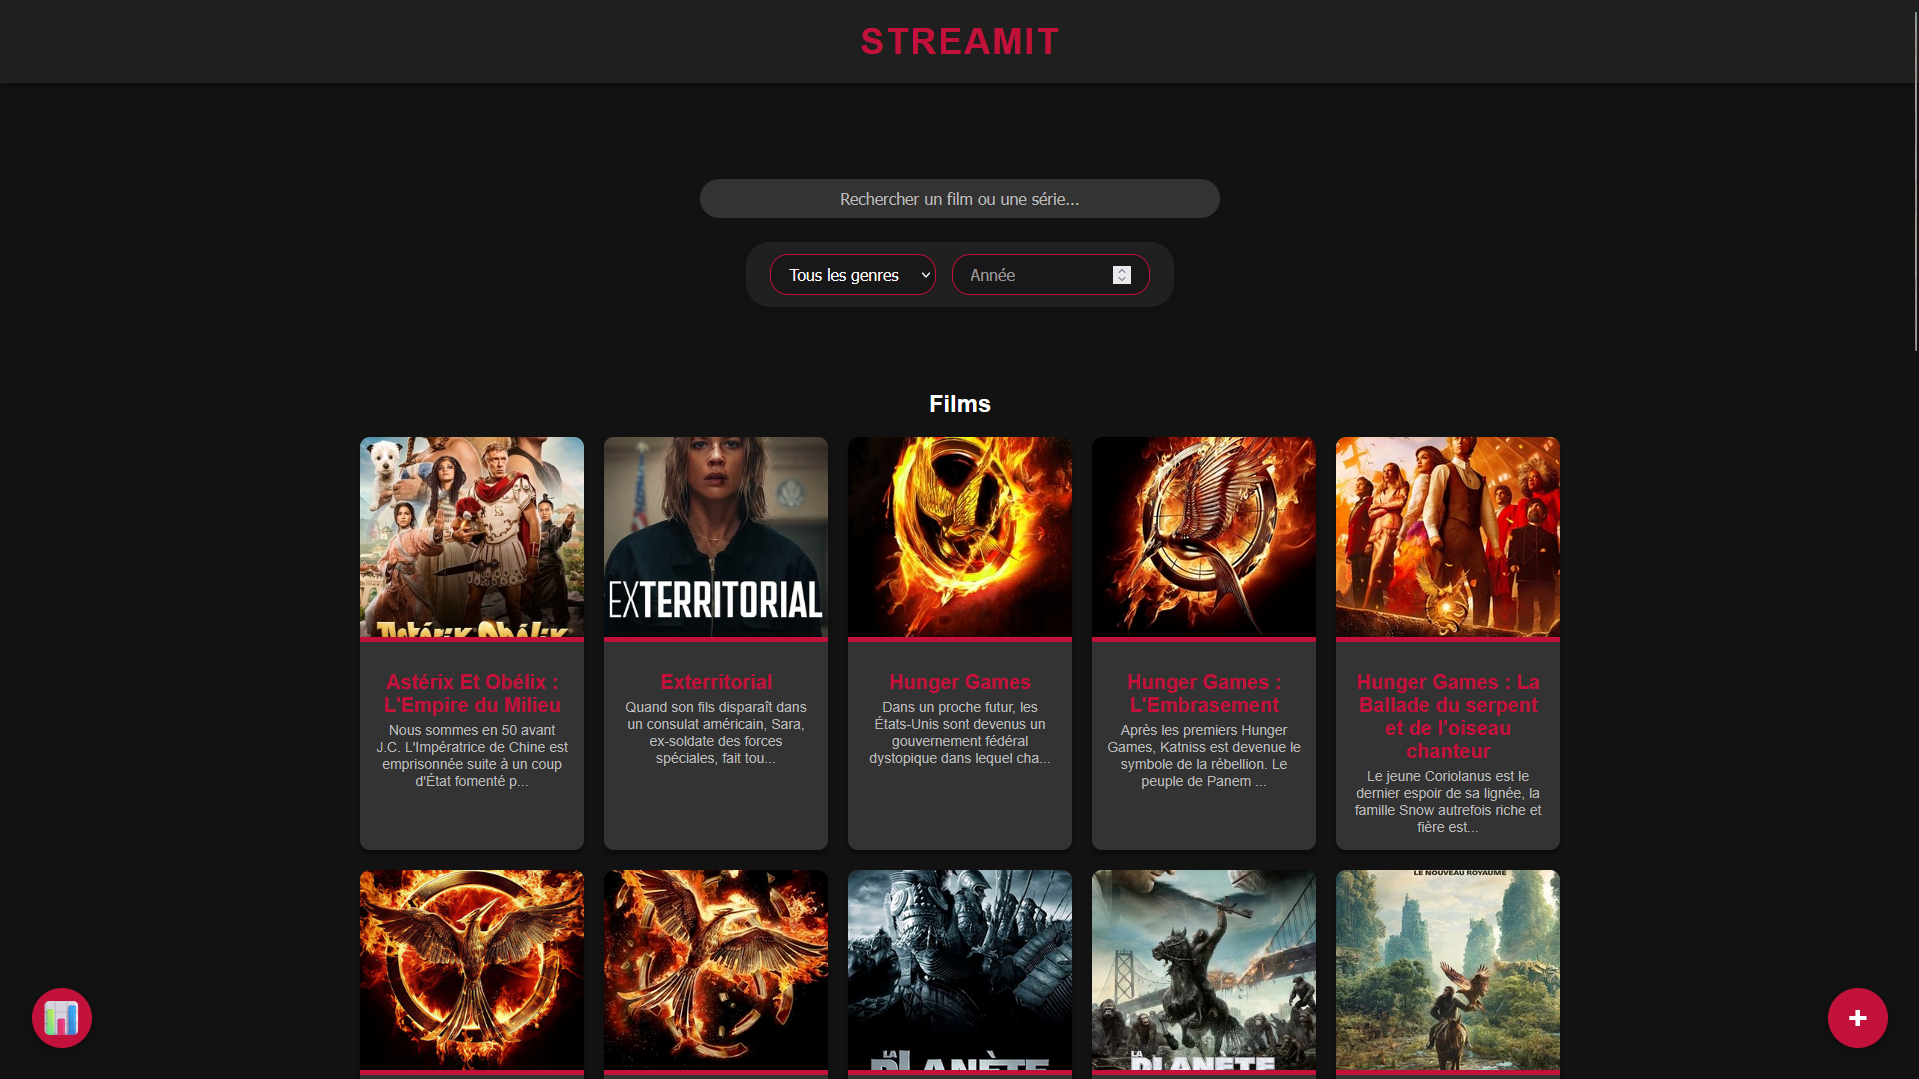 STREAMIT
Rechercher un film ou une série...
Tous les genres
Année
Films
EXTERRITORIAL
Astérix Et Obélix :
L'Empire du Milieu
Nous sommes en 50 avant
J.C. L'Impératrice de Chine est
emprisonnée suite à un coup
d'État fomenté p...
Exterritorial
Quand son fils disparaît dans
un consulat américain, Sara,
ex-soldate des forces
spéciales, fait tou...
Hunger Games
Dans un proche futur, les
États-Unis sont devenus un
gouvernement fédéral
dystopique dans lequel cha...
Hunger Games :
L'Embrasement
Après les premiers Hunger
Games, Katniss est devenue le
symbole de la rébellion. Le
peuple de Panem ...
Hunger Games : La
Ballade du serpent
et de l'oiseau
chanteur
Le jeune Coriolanus est le
dernier espoir de sa lignée, la
famille Snow autrefois riche et
fière est...
LA
PLANÈTE
LA
PLANÈTE
LE NOUVEAU ROYAUME
+